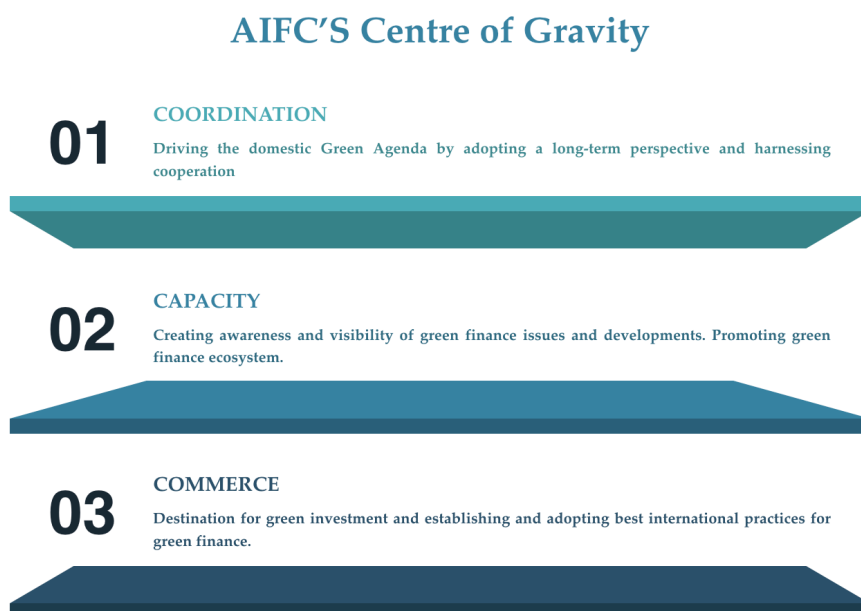 AIFC’S Centre of Gravity
01
COORDINATION
Driving the domestic Green Agenda by adopting a long-term perspective and harnessing
cooperation
02
CAPACITY
Creating awareness and visibility of green finance issues and developments. Promoting green
finance ecosystem.
03
COMMERCE
Destination for green investment and establishing and adopting best international practices for
green finance.